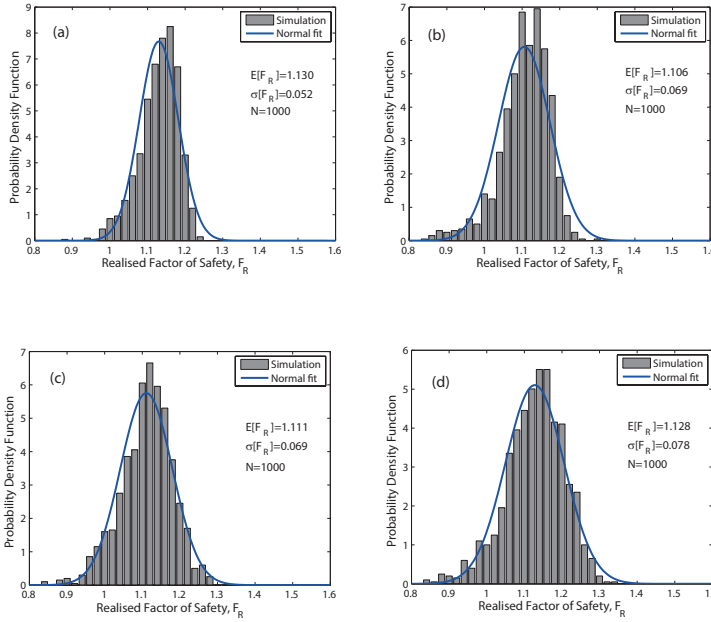 (a)
Simulation
Normal fit
E[F_R]=1.130
σ[F_R]=0.052
N=1000
Probability Density Function
9
8
7
6
5
4
3
2
1
0
0.8 0.9 1 1.1 1.2 1.3 1.4 1.5 1.6
Realised Factor of Safety, F_R
(b)
Simulation
Normal fit
E[F_R]=1.106
σ[F_R]=0.069
N=1000
Probability Density Function
7
6
5
4
3
2
1
0
0.8 0.9 1 1.1 1.2 1.3 1.4 1.5 1.6
Realised Factor of Safety, F_R
(c)
Simulation
Normal fit
E[F_R]=1.111
σ[F_R]=0.069
N=1000
Probability Density Function
7
6
5
4
3
2
1
0
0.8 0.9 1 1.1 1.2 1.3 1.4 1.5 1.6
Realised Factor of Safety, F_R
(d)
Simulation
Normal fit
E[F_R]=1.128
σ[F_R]=0.078
N=1000
Probability Density Function
6
5
4
3
2
1
0
0.8 0.9 1 1.1 1.2 1.3 1.4 1.5 1.6
Realised Factor of Safety, F_R